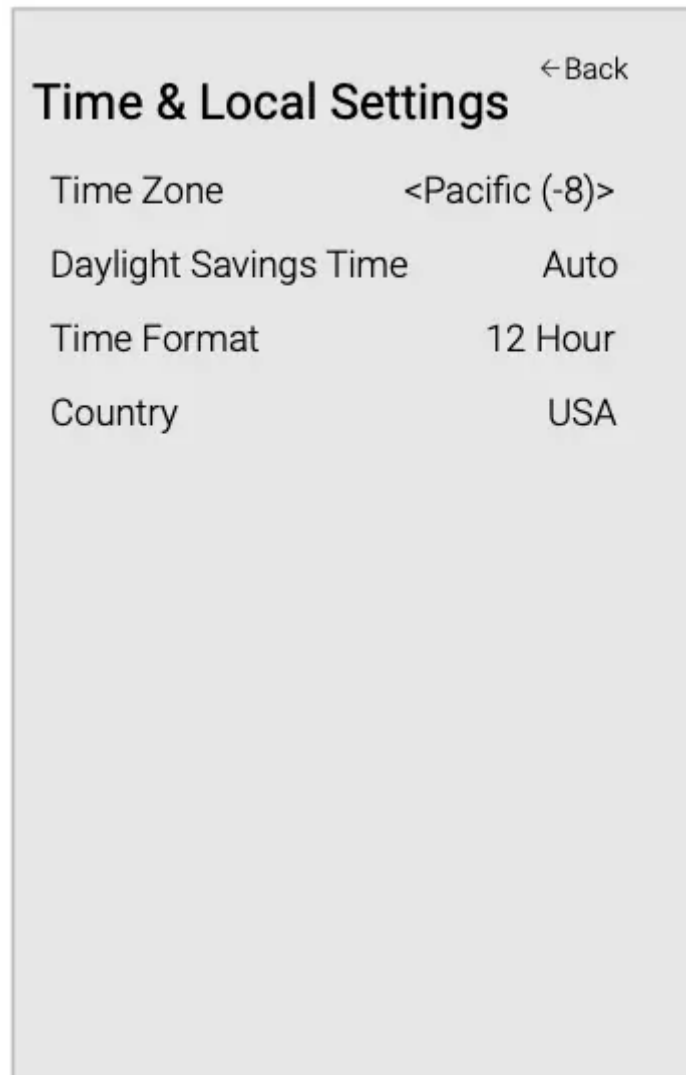 ←Back
Time & Local Settings
Time Zone <Pacific (-8)>
Daylight Savings Time Auto
Time Format 12 Hour
Country USA